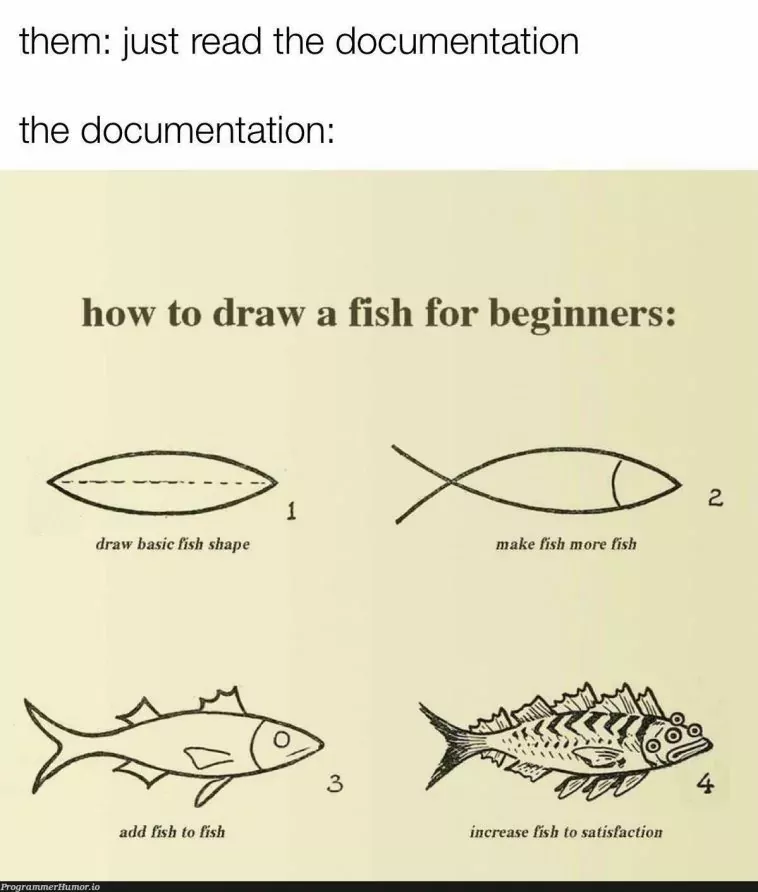 them: just read the documentation
the documentation:
how to draw a fish for beginners:
1
draw basic fish shape
2
make fish more fish
3
add fish to fish
4
increase fish to satisfaction
ProgrammerHumor.io